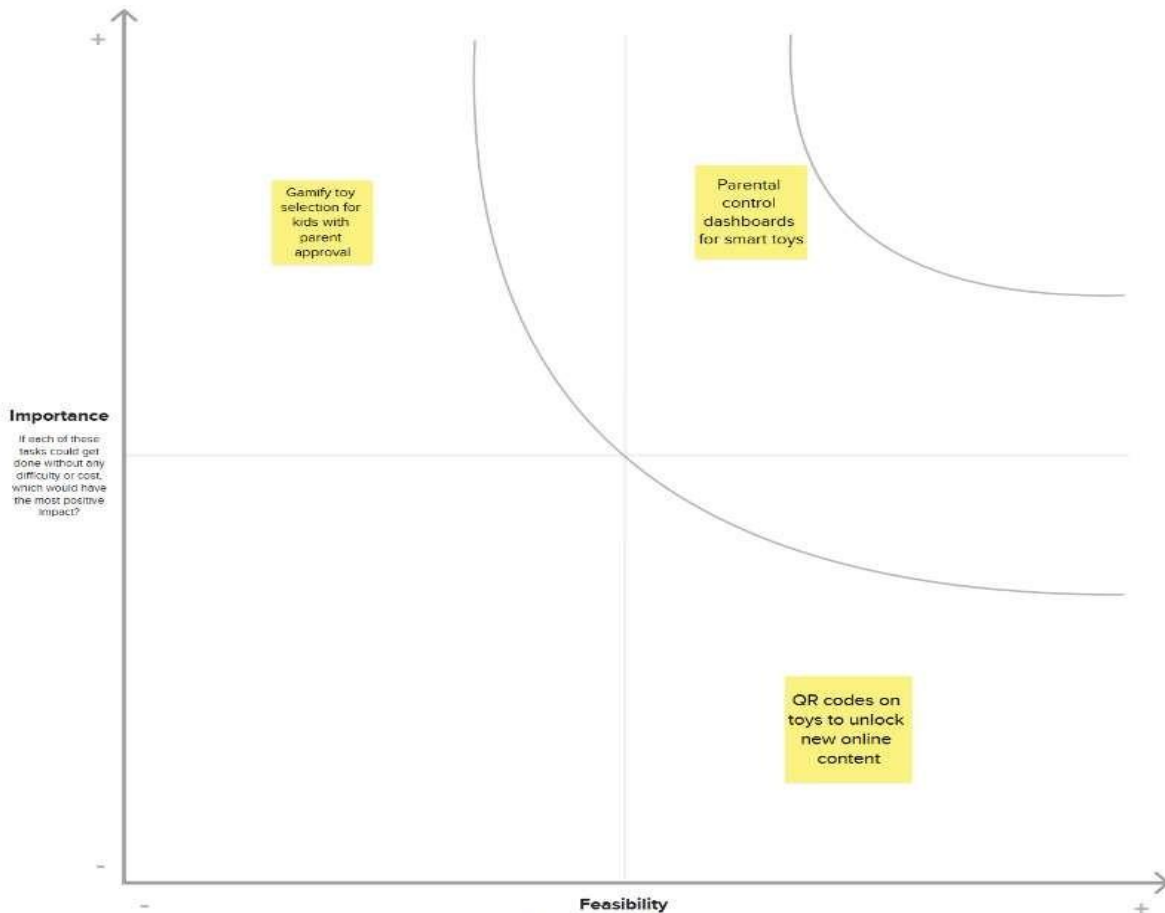 +
Gamify toy
selection for
kids with
parent
approval
Parental
control
dashboards
for smart toys
Importance
If each of these
tasks could get
done without any
difficulty or cost,
which would have
the most positive
impact?
QR codes on
toys to unlock
new online
content
-
-
Feasibility
+